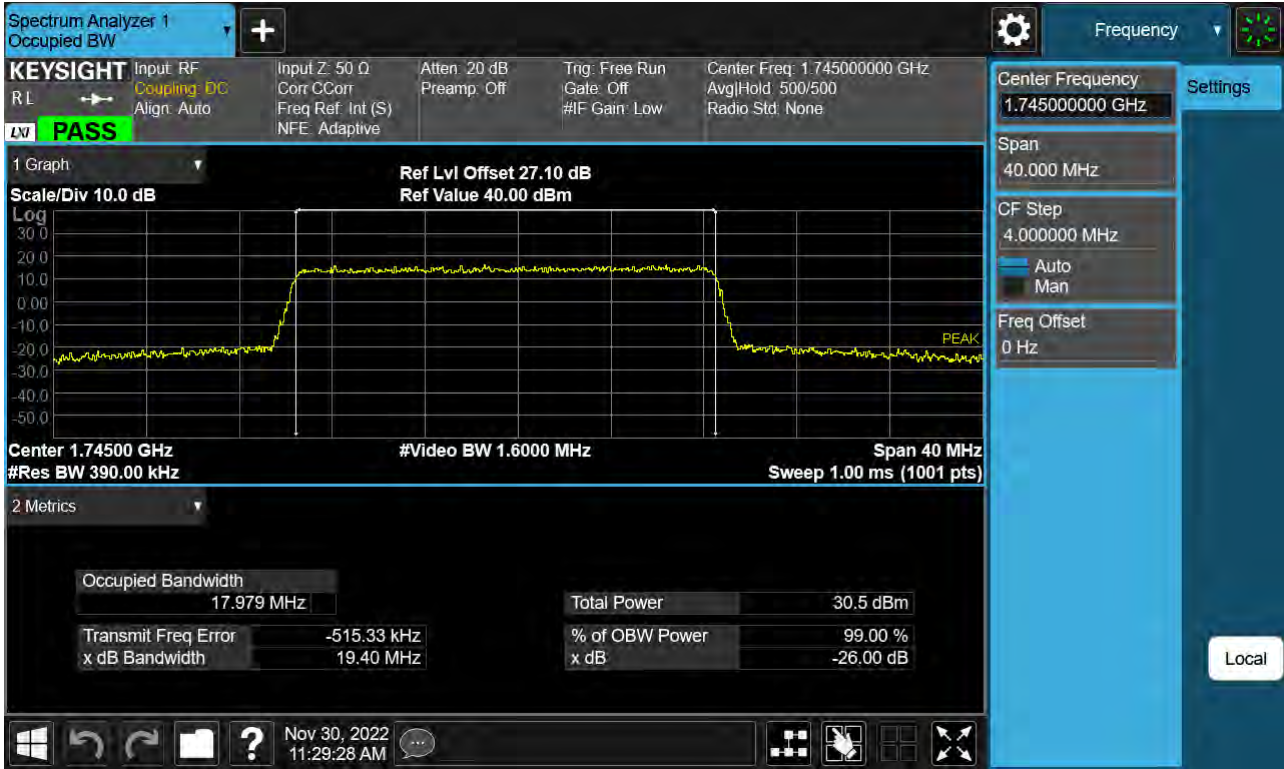 Spectrum Analyzer 1
Occupied BW
+
Frequency
KEYSIGHT
R L
LXI
PASS
Input: RF
Coupling: DC
Align: Auto
Input Z: 50 Ω
Corr CCorr
Freq Ref: Int (S)
NFE: Adaptive
Atten: 20 dB
Preamp: Off
Trig: Free Run
Gate: Off
#IF Gain: Low
Center Freq: 1.745000000 GHz
Avg|Hold: 500/500
Radio Std: None
1 Graph
Scale/Div 10.0 dB
Ref Lvl Offset 27.10 dB
Ref Value 40.00 dBm
Log
30.0
20.0
10.0
0.00
-10.0
-20.0
-30.0
-40.0
-50.0
PEAK
Center 1.74500 GHz
#Video BW 1.6000 MHz
Span 40 MHz
#Res BW 390.00 kHz
Sweep 1.00 ms (1001 pts)
2 Metrics
Occupied Bandwidth
17.979 MHz
Total Power 30.5 dBm
Transmit Freq Error -515.33 kHz
% of OBW Power 99.00 %
x dB Bandwidth 19.40 MHz
x dB -26.00 dB
Center Frequency
1.745000000 GHz
Settings
Span
40.000 MHz
CF Step
4.000000 MHz
Auto
Man
Freq Offset
0 Hz
Local
?
Nov 30, 2022
11:29:28 AM